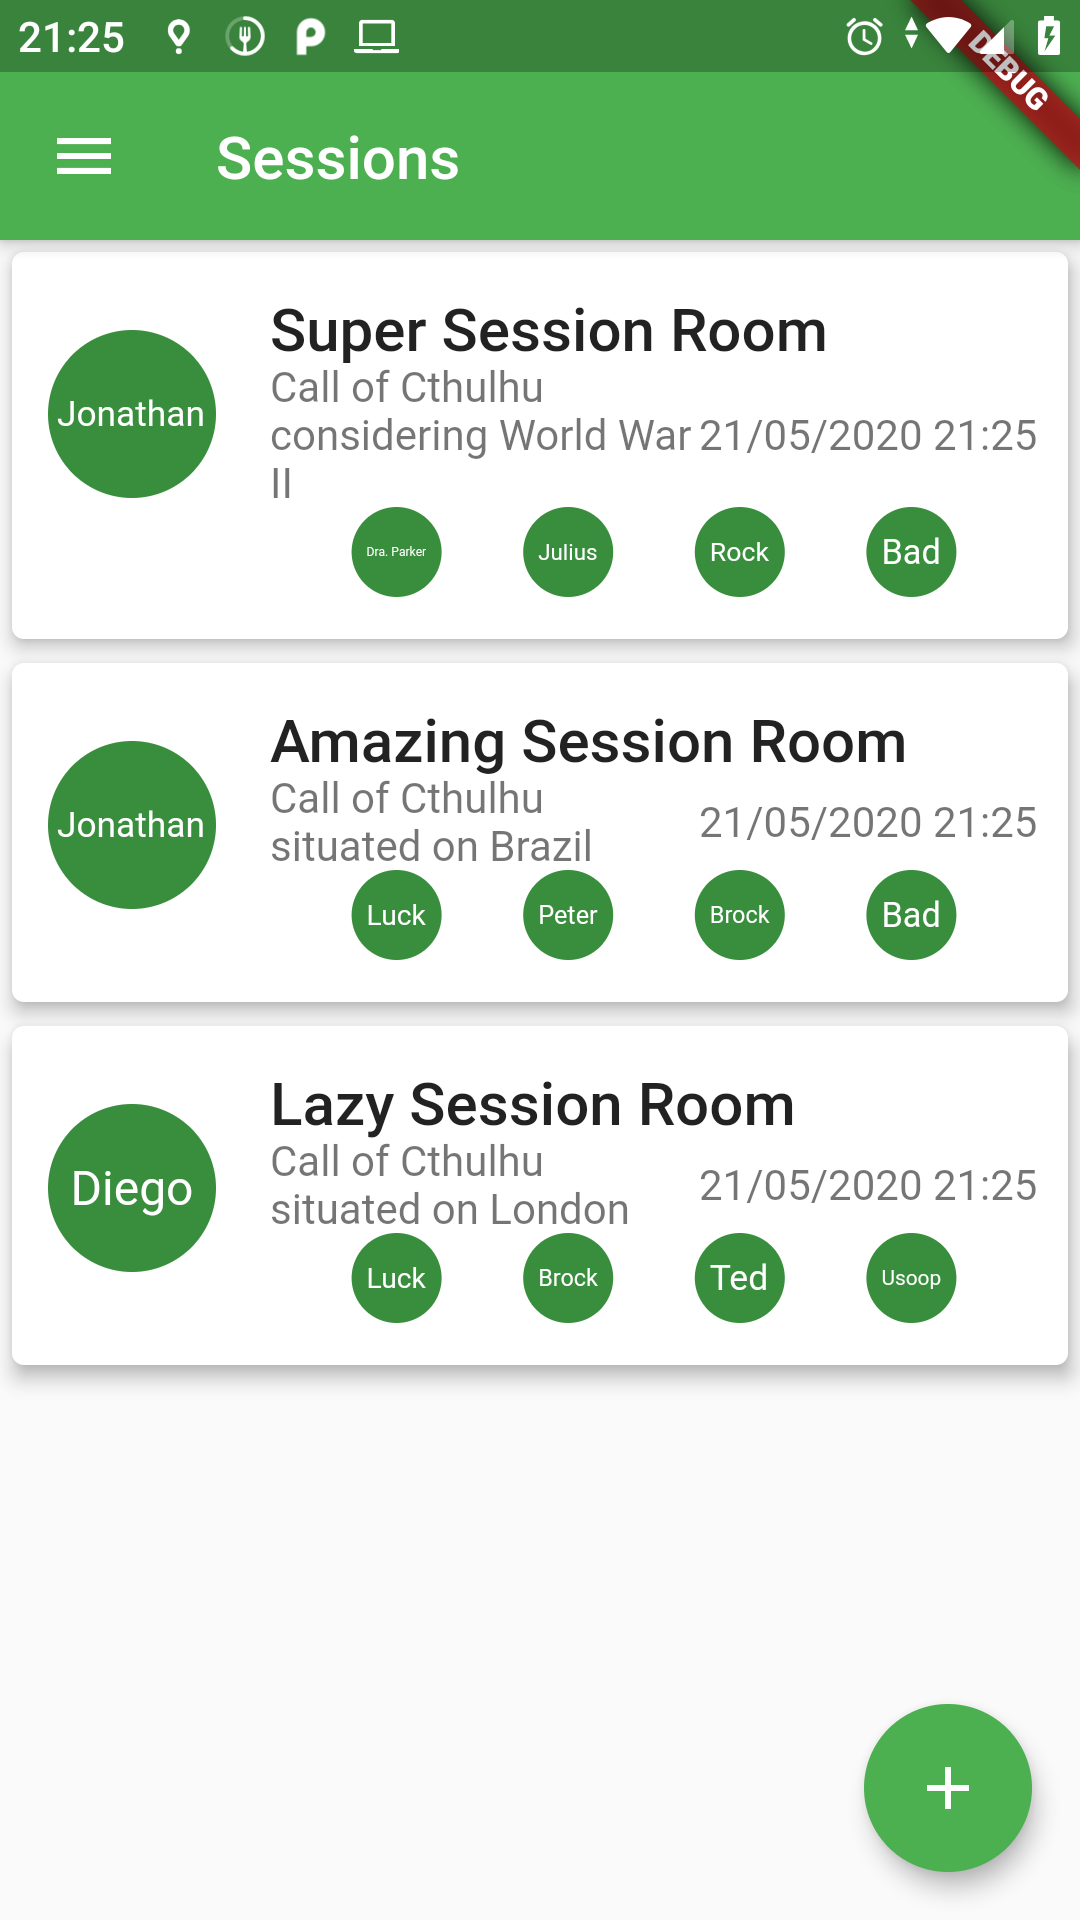 21:25
DEBUG
Sessions
Super Session Room
Jonathan
Call of Cthulhu
considering World War 21/05/2020 21:25
II
Dra. Parker Julius Rock Bad
Amazing Session Room
Jonathan
Call of Cthulhu
21/05/2020 21:25
situated on Brazil
Luck Peter Brock Bad
Lazy Session Room
Diego
Call of Cthulhu
21/05/2020 21:25
situated on London
Luck Brock Ted Usoop